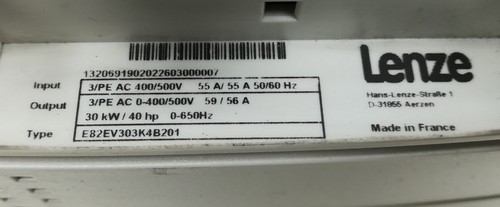 132069190202260300007
Lenze
Input 3/PE AC 400/500V 55 A/ 55 A 50/60 Hz
Hans-Lenze-Straße 1
Output 3/PE AC 0-400/500V 59 / 56 A
D-31855 Aerzen
30 kW / 40 hp 0-650Hz
Type E82EV303K4B201
Made in France